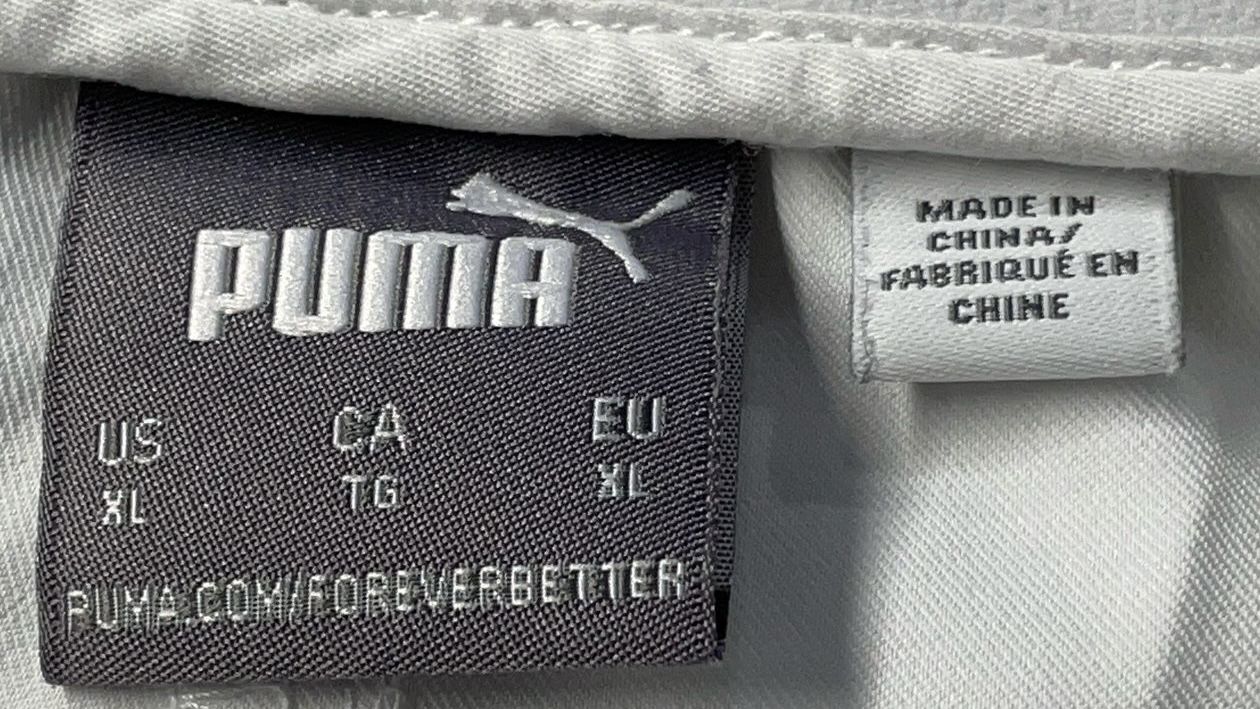 PUMA
US CA EU
XL TG XL
PUMA.COM/FOREVERBETTER
MADE IN
CHINA/
FABRIQUÉ EN
CHINE